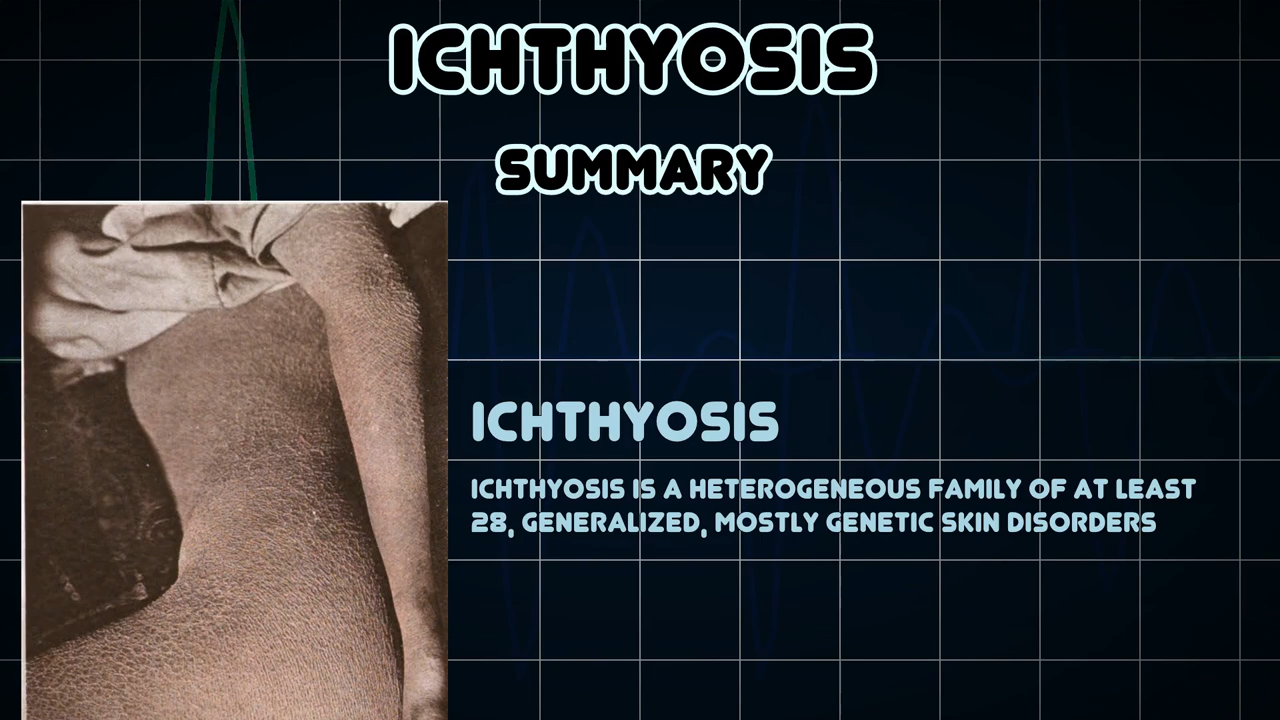 ICHTHYOSIS
SUMMARY
ICHTHYOSIS
ICHTHYOSIS IS A HETEROGENEOUS FAMILY OF AT LEAST
28, GENERALIZED, MOSTLY GENETIC SKIN DISORDERS